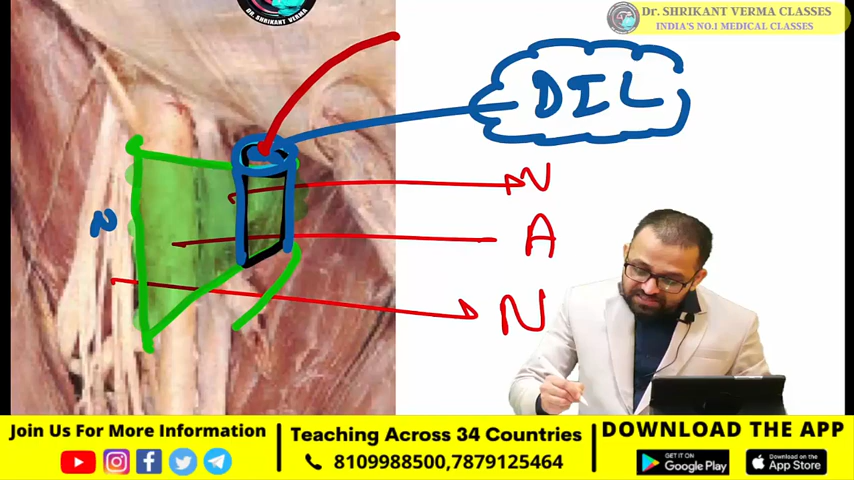 DR. SHRIKANT VERMA
Dr. SHRIKANT VERMA CLASSES
INDIA'S NO.1 MEDICAL CLASSES
DIL
N
V
A
N
Join Us For More Information
Teaching Across 34 Countries
8109988500,7879125464
DOWNLOAD THE APP
GET IT ON
Google Play
Download on the
App Store